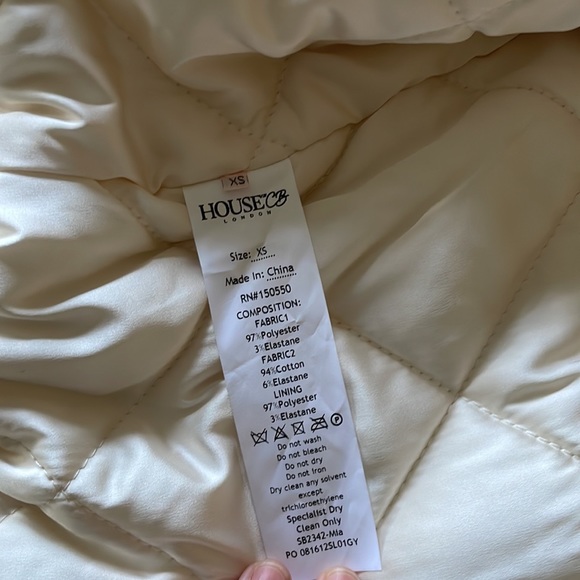 XS
HOUSE OF CB
LONDON
Size: XS
Made in: China
RN#150550
COMPOSITION:
FABRIC1
97%Polyester
3%Elastane
FABRIC2
94%Cotton
6%Elastane
LINING
97%Polyester
3%Elastane
P
Do not wash
Do not bleach
Do not dry
Do not iron
Dry clean any solvent
except
trichloroethylene
Specialist Dry
Clean Only
SB2342-Mia
PO 081612SL01GY